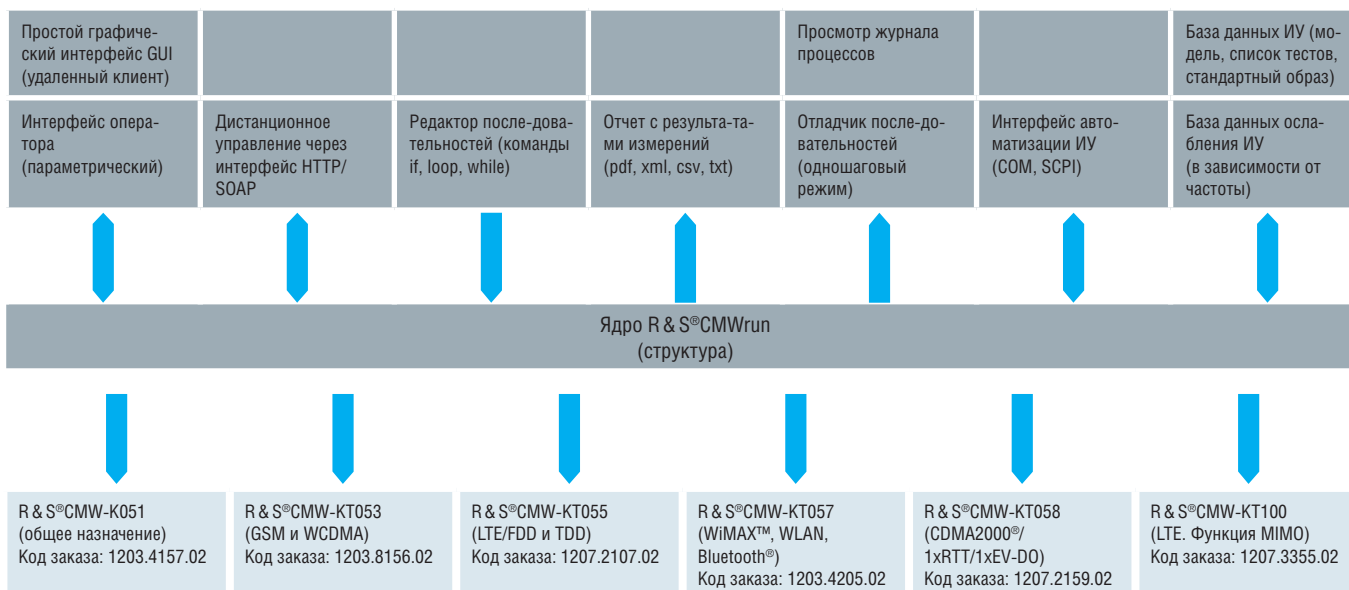 Простой графиче-
ский интерфейс GUI
(удаленный клиент)
Просмотр журнала
процессов
База данных ИУ (мо-
дель, список тестов,
стандартный образ)
Интерфейс опера-
тора
(параметрический)
Дистанционное
управление через
интерфейс HTTP/
SOAP
Редактор после-дова-
тельностей (команды
if, loop, while)
Отчет с результа-та-
ми измерений
(pdf, xml, csv, txt)
Отладчик после-до-
вательностей
(одношаговый
режим)
Интерфейс авто-
матизации ИУ
(COM, SCPI)
База данных осла-
бления ИУ
(в зависимости от
частоты)
Ядро R & S®CMWrun
(структура)
R & S®CMW-K051
(общее назначение)
Код заказа: 1203.4157.02
R & S®CMW-KT053
(GSM и WCDMA)
Код заказа: 1203.8156.02
R & S®CMW-KT055
(LTE/FDD и TDD)
Код заказа: 1207.2107.02
R & S®CMW-KT057
(WiMAX™, WLAN,
Bluetooth®)
Код заказа: 1203.4205.02
R & S®CMW-KT058
(CDMA2000®/
1xRTT/1xEV-DO)
Код заказа: 1207.2159.02
R & S®CMW-KT100
(LTE. Функция MIMO)
Код заказа: 1207.3355.02